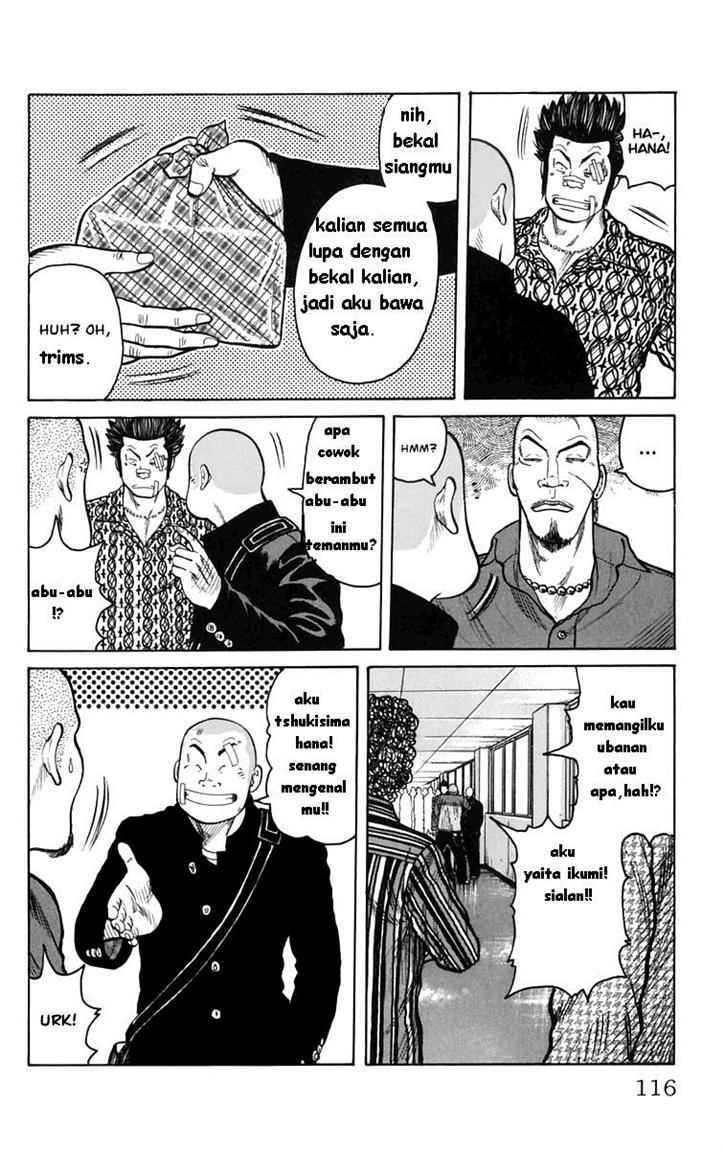 HA-,
HANA!
nih,
bekal
siangmu
kalian semua
lupa dengan
bekal kalian,
jadi aku bawa
saja.
HUH? OH,
trims.
...
HMM?
apa
cowok
berambut
abu-abu
ini
temanmu?
abu-abu
!?
kau
memangilku
ubanan
atau
apa,hah!?
aku
yaita ikumi!
sialan!!
aku
tshukisima
hana!
senang
mengenal
mu!!
URK!
116